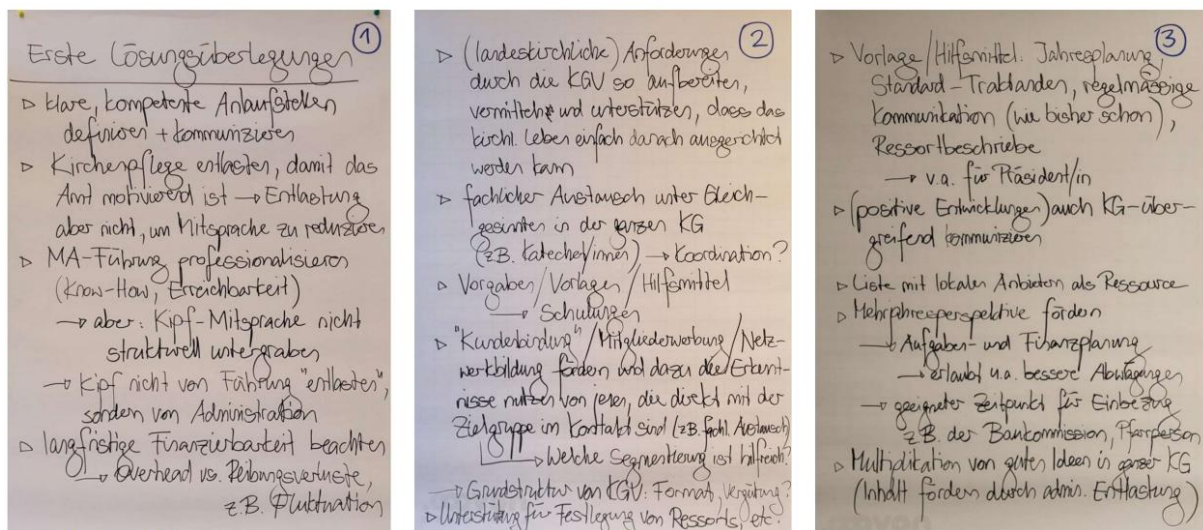 1
Erste Lösungsüberlegungen
▷ klare, kompetente Anlaufstellen
definieren + kommunizieren
▷ Kirchenpflege entlasten, damit das
Amt motivierend ist → Entlastung
aber nicht, um Mitsprache zu reduzieren
▷ MA-Führung professionalisieren
(Know-How, Erreichbarkeit)
→ aber: Kipf-Mitsprache nicht
strukturell untergraben
→ Kipf nicht von Führung "entlasten",
sondern von Administration
▷ langfristige Finanzierbarkeit beachten
→ Overhead vs. Reibungsverluste,
z.B. Fluktuation
2
▷ (landeskirchliche) Anforderungen
durch die KGV so aufbereiten,
vermitteln und unterstützen, dass das
kirchl. Leben einfach danach ausgerichtet
werden kann
▷ fachlicher Austausch unter Gleich-
gesinnten in der ganzen KG
(z.B. Katechet/innen) → Koordination?
▷ Vorgaben/Vorlagen/Hilfsmittel
→ Schulungen
▷ "Kundenbindung"/Mitgliederwerbung/Netz-
werkbildung fördern und dazu die Erkennt-
nisse nutzen von jenen, die direkt mit der
Zielgruppe im Kontakt sind (z.B. fachl. Austausch)
→ Welche Segmentierung ist hilfreich?
→ Grundstruktur von KGV: Format, Vergütung?
▷ Unterstützung für Festlegung von Ressorts, etc.
3
▷ Vorlage/Hilfsmittel: Jahresplanung,
Standard-Traktanden, regelmässige
Kommunikation (wie bisher schon),
Ressortbeschriebe
→ v.a. für Präsident/in
▷ (positive Entwicklungen) auch KG-über-
greifend kommunizieren
▷ Liste mit lokalen Anbietern als Ressource
▷ Mehrjahresperspektive fördern
→ Aufgaben- und Finanzplanung
→ erlaubt u.a. bessere Abwägungen
→ geeigneter Zeitpunkt für Einbezug
z.B. der Baukommission, Pfarrperson
▷ Multiplikation von guten Ideen in ganzer KG
(Inhalt fördern durch admin. Entlastung)